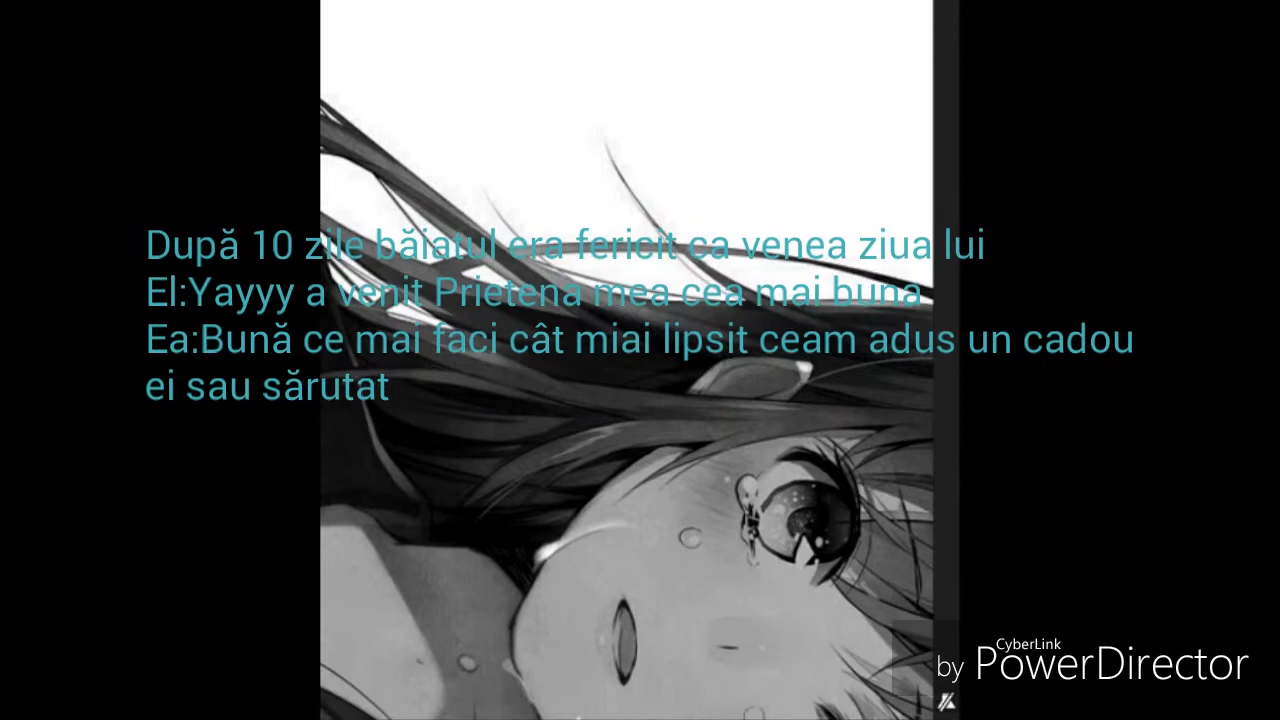 După 10 zile băiatul era fericit ca venea ziua lui
El:Yayyy a venit Prietena mea cea mai buna
Ea:Bună ce mai faci cât miai lipsit ceam adus un cadou
ei sau sărutat
CyberLink
by PowerDirector